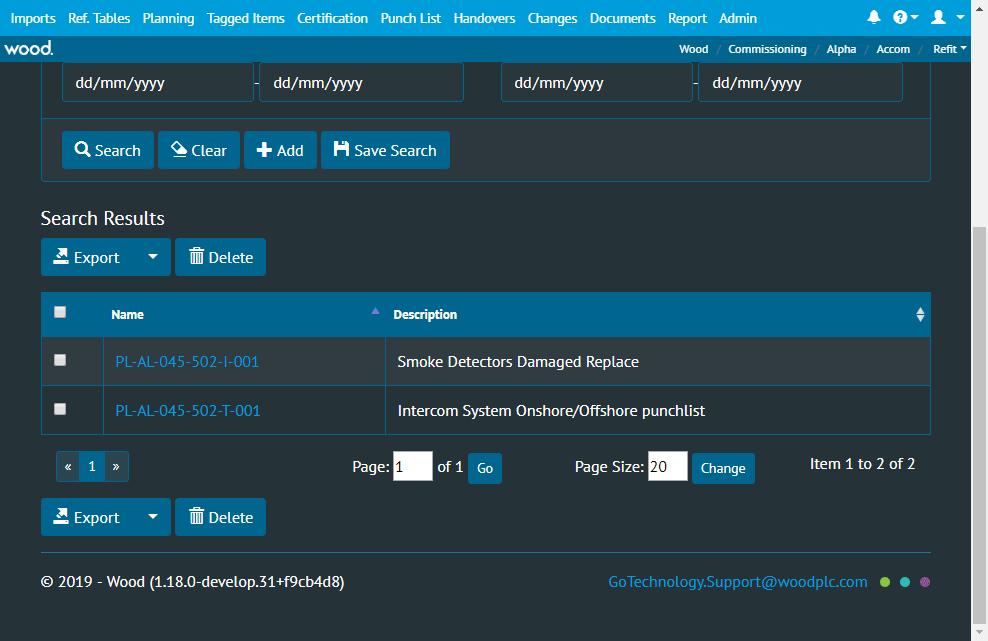 Imports Ref. Tables Planning Tagged Items Certification Punch List Handovers Changes Documents Report Admin
wood. Wood / Commissioning / Alpha / Accom / Refit
dd/mm/yyyy - dd/mm/yyyy dd/mm/yyyy - dd/mm/yyyy
Search Clear Add Save Search
Search Results
Export Delete
Name Description
PL-AL-045-502-I-001 Smoke Detectors Damaged Replace
PL-AL-045-502-T-001 Intercom System Onshore/Offshore punchlist
« 1 » Page: 1 of 1 Go Page Size: 20 Change Item 1 to 2 of 2
Export Delete
© 2019 - Wood (1.18.0-develop.31+f9cb4d8) GoTechnology.Support@woodplc.com